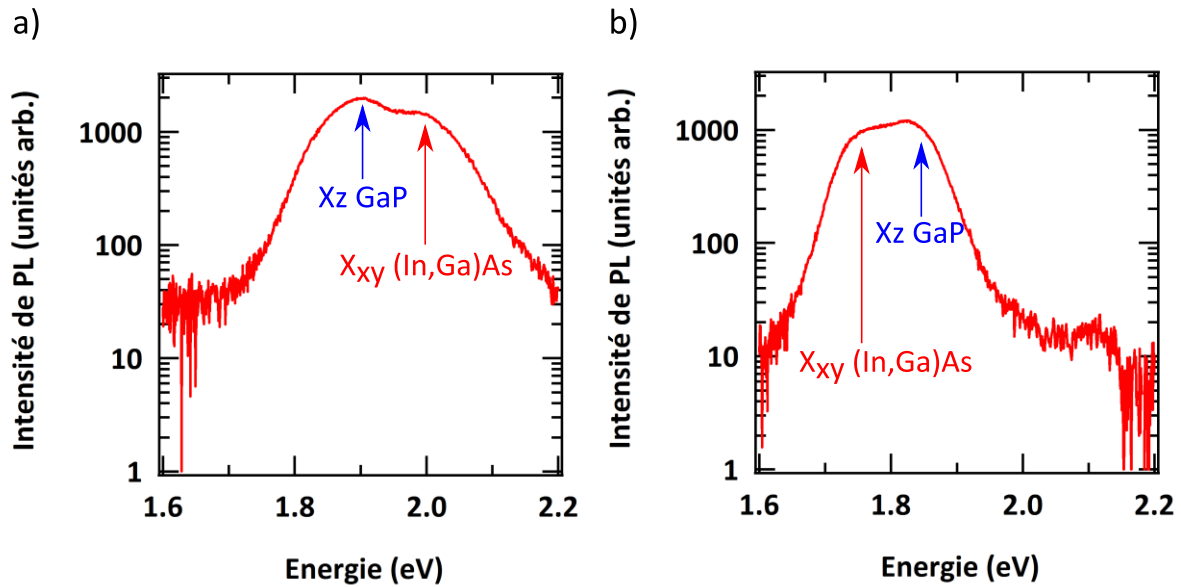 a)
Intensité de PL (unités arb.)
1000
100
10
1
Xz GaP
Xxy (In,Ga)As
1.6 1.8 2.0 2.2
Energie (eV)
b)
Intensité de PL (unités arb.)
1000
100
10
1
Xz GaP
Xxy (In,Ga)As
1.6 1.8 2.0 2.2
Energie (eV)